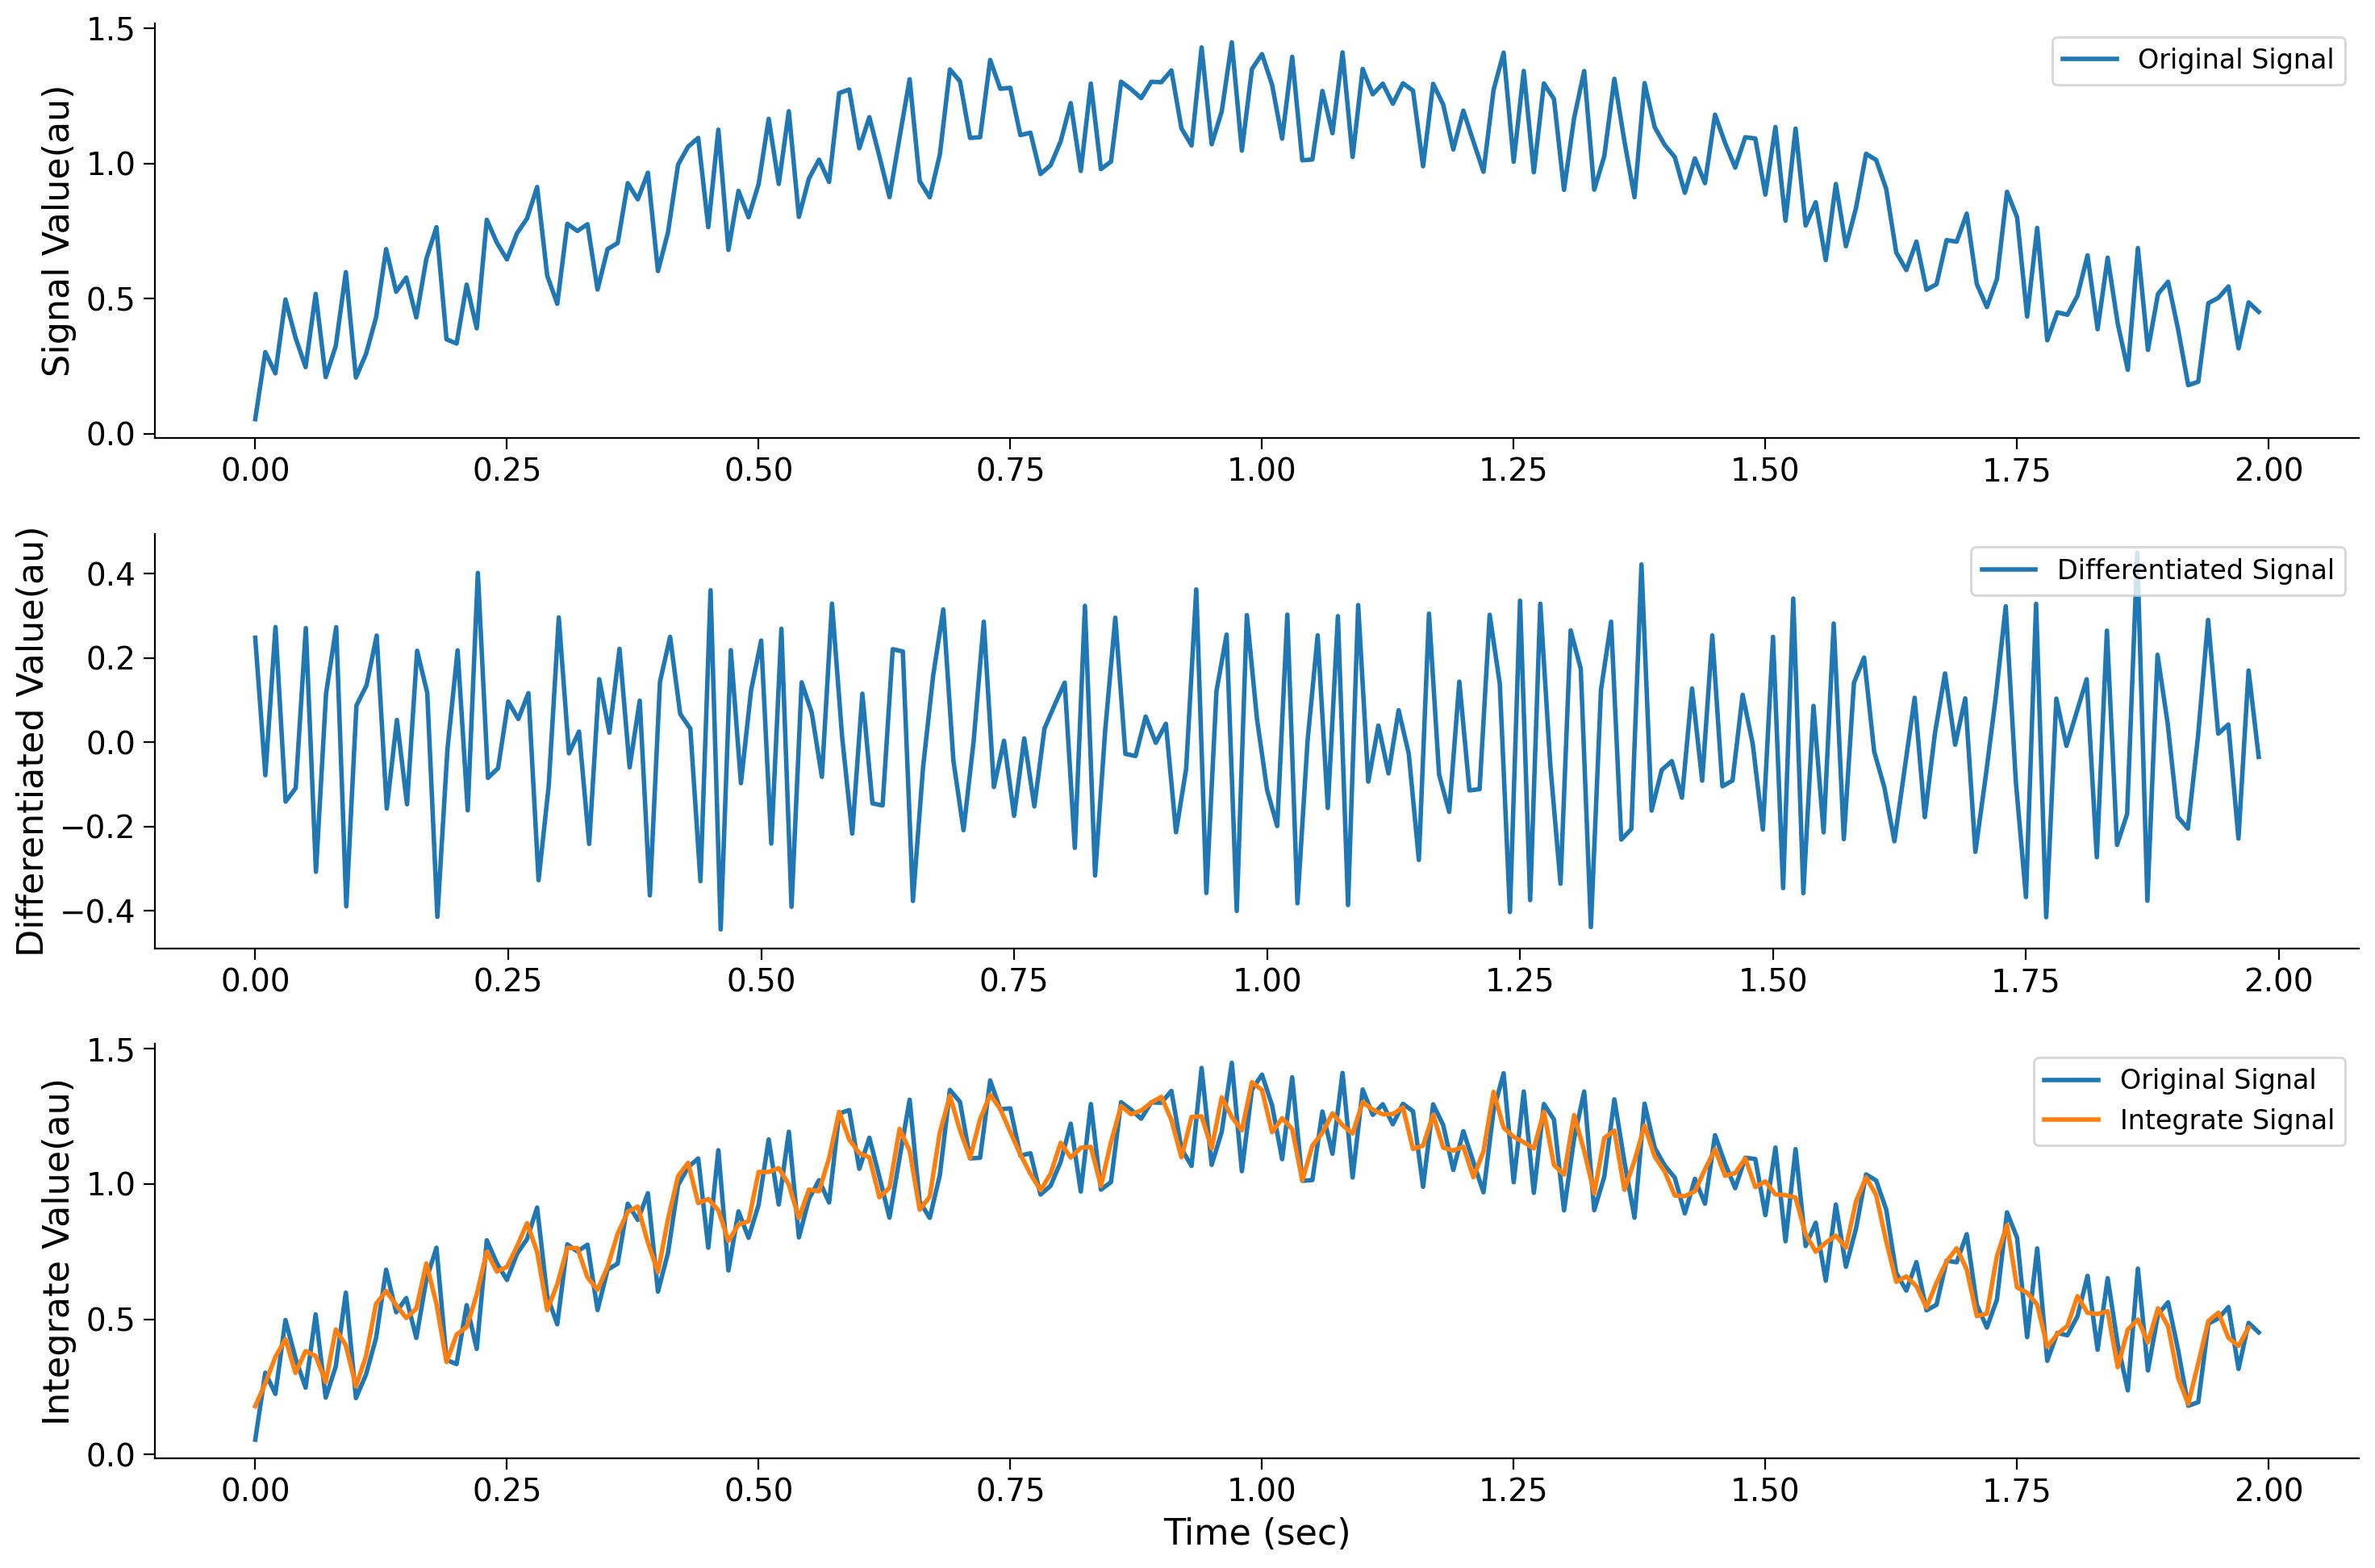 Signal Value(au)
1.5
1.0
0.5
0.0
Original Signal
0.00 0.25 0.50 0.75 1.00 1.25 1.50 1.75 2.00
Differentiated Value(au)
0.4
0.2
0.0
−0.2
−0.4
Differentiated Signal
0.00 0.25 0.50 0.75 1.00 1.25 1.50 1.75 2.00
Integrate Value(au)
1.5
1.0
0.5
0.0
Original Signal
Integrate Signal
0.00 0.25 0.50 0.75 1.00 1.25 1.50 1.75 2.00
Time (sec)